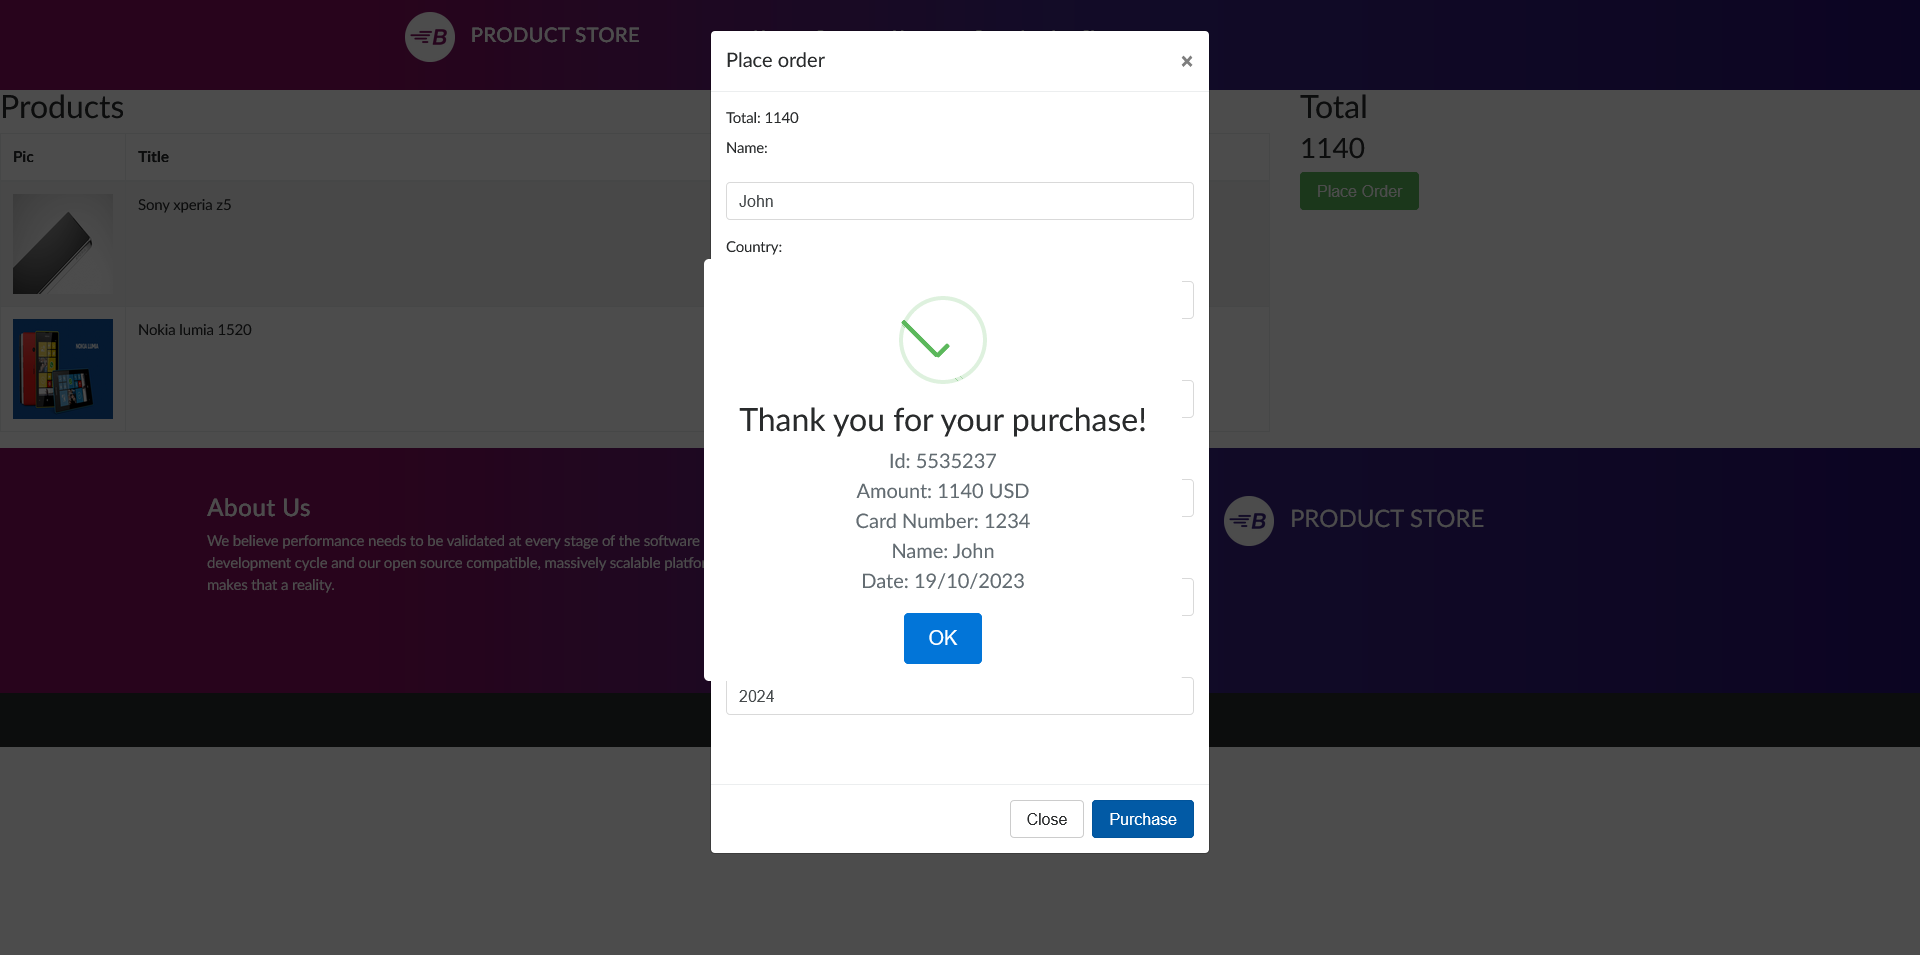 PRODUCT STORE
Place order
×
Products
Total
Total: 1140
1140
Name:
Pic
Title
Place Order
John
Sony xperia z5
Country:
Nokia lumia 1520
NOKIA LUMIA
Thank you for your purchase!
Id: 5535237
Amount: 1140 USD
Card Number: 1234
Name: John
Date: 19/10/2023
OK
About Us
We believe performance needs to be validated at every stage of the software
development cycle and our open source compatible, massively scalable
makes that a reality.
B PRODUCT STORE
2024
Close
Purchase